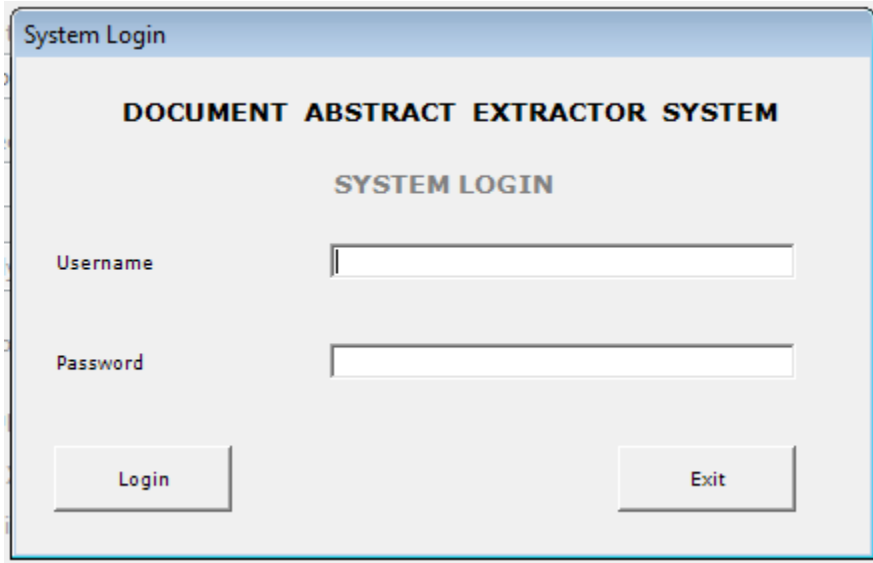 System Login
DOCUMENT ABSTRACT EXTRACTOR SYSTEM
SYSTEM LOGIN
Username
Password
Login Exit